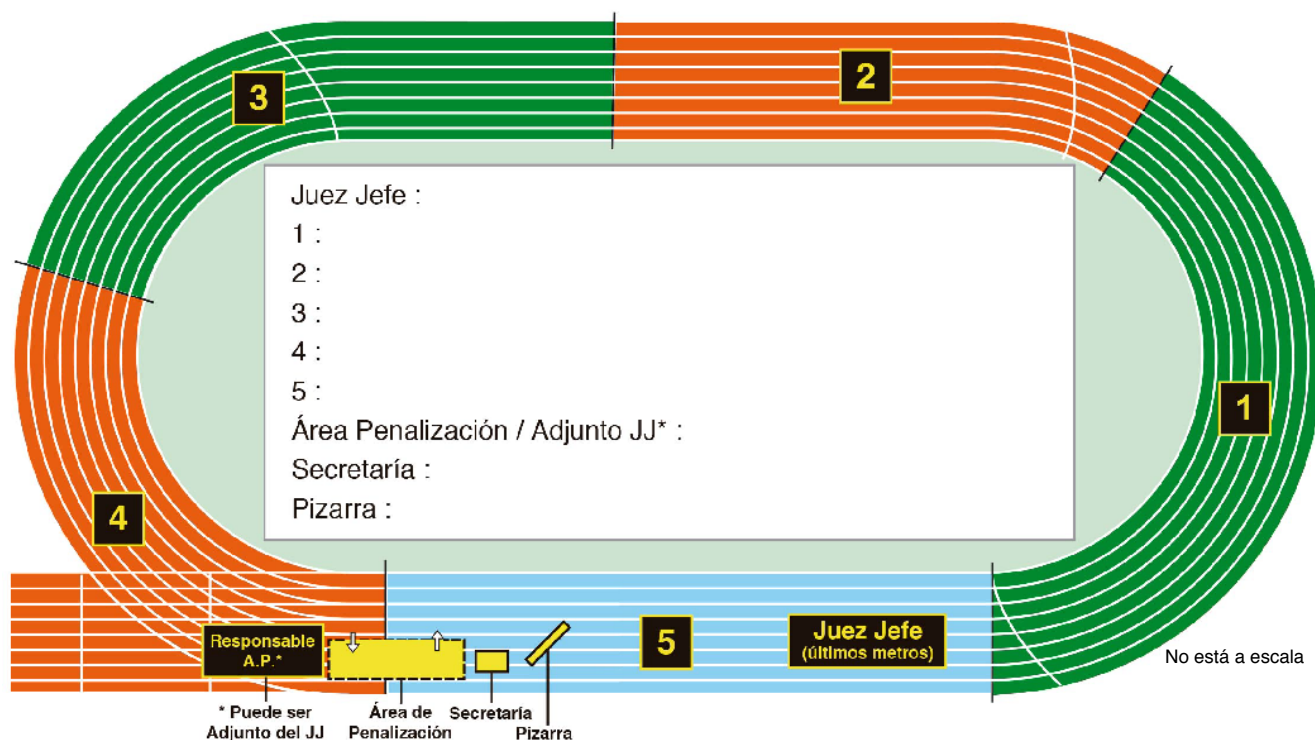 3
2
Juez Jefe :
1 :
2 :
3 :
4 :
5 :
Área Penalización / Adjunto JJ* :
Secretaría :
Pizarra :
1
4
Responsable
A.P.*
5
Juez Jefe
(últimos metros)
No está a escala
* Puede ser
Adjunto del JJ
Área de
Penalización
Secretaría
Pizarra